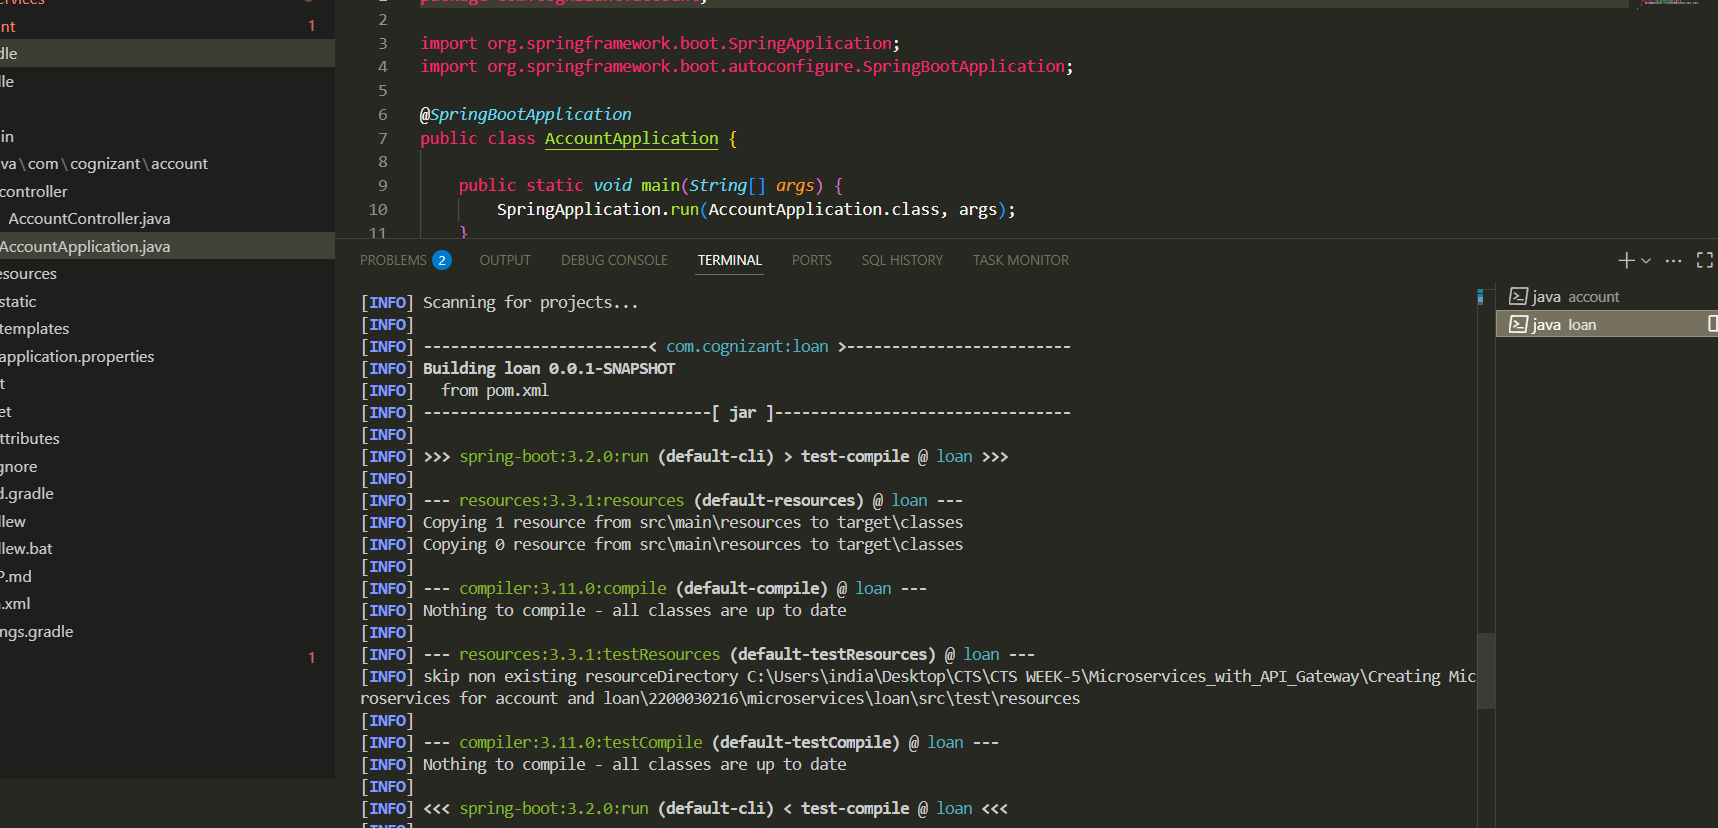 ervices
nt 1
dle
le
in
va\com\cognizant\account
controller
AccountController.java
AccountApplication.java
esources
static
templates
application.properties
t
et
ttributes
gnore
d.gradle
lew
lew.bat
P.md
.xml
ngs.gradle
1
2
3 import org.springframework.boot.SpringApplication;
4 import org.springframework.boot.autoconfigure.SpringBootApplication;
5
6 @SpringBootApplication
7 public class AccountApplication {
8
9 public static void main(String[] args) {
10 SpringApplication.run(AccountApplication.class, args);
11 }
PROBLEMS 2 OUTPUT DEBUG CONSOLE TERMINAL PORTS SQL HISTORY TASK MONITOR
[INFO] Scanning for projects...
[INFO]
[INFO] -------------------------< com.cognizant:loan >-------------------------
[INFO] Building loan 0.0.1-SNAPSHOT
[INFO]   from pom.xml
[INFO] --------------------------------[ jar ]---------------------------------
[INFO]
[INFO] >>> spring-boot:3.2.0:run (default-cli) > test-compile @ loan >>>
[INFO]
[INFO] --- resources:3.3.1:resources (default-resources) @ loan ---
[INFO] Copying 1 resource from src\main\resources to target\classes
[INFO] Copying 0 resource from src\main\resources to target\classes
[INFO]
[INFO] --- compiler:3.11.0:compile (default-compile) @ loan ---
[INFO] Nothing to compile - all classes are up to date
[INFO]
[INFO] --- resources:3.3.1:testResources (default-testResources) @ loan ---
[INFO] skip non existing resourceDirectory C:\Users\india\Desktop\CTS\CTS WEEK-5\Microservices_with_API_Gateway\Creating Mic
roservices for account and loan\2200030216\microservices\loan\src\test\resources
[INFO]
[INFO] --- compiler:3.11.0:testCompile (default-testCompile) @ loan ---
[INFO] Nothing to compile - all classes are up to date
[INFO]
[INFO] <<< spring-boot:3.2.0:run (default-cli) < test-compile @ loan <<<
[INFO]
java account
java loan